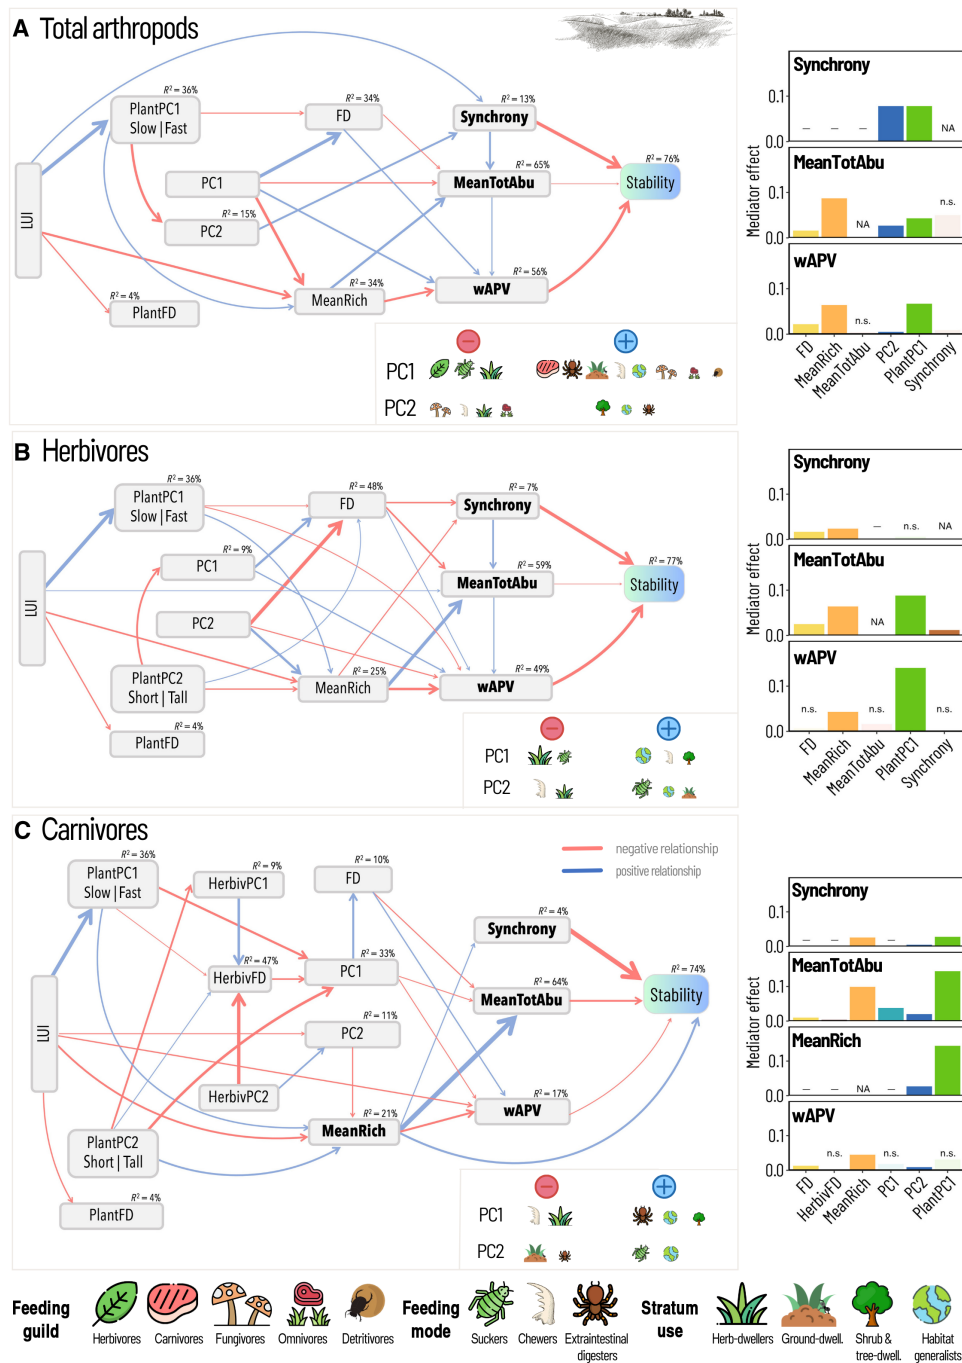 A Total arthropods
R² = 36%
PlantPC1
Slow | Fast
R² = 34%
FD
R² = 13%
Synchrony
R² = 65%
MeanTotAbu
R² = 76%
Stability
PC1
R² = 15%
PC2
LUI
R² = 56%
wAPV
R² = 34%
MeanRich
R² = 4%
PlantFD
PC1
PC2
Synchrony
0.1
0.0
– – – NA
MeanTotAbu
0.1
0.0
NA
n.s.
wAPV
0.1
0.0
n.s.
Mediator effect
FD
MeanRich
MeanTotAbu
PC2
PlantPC1
Synchrony
B Herbivores
R² = 36%
PlantPC1
Slow | Fast
R² = 48%
FD
R² = 7%
Synchrony
R² = 9%
PC1
R² = 59%
MeanTotAbu
R² = 77%
Stability
LUI
PC2
PlantPC2
Short | Tall
R² = 25%
MeanRich
R² = 49%
wAPV
R² = 4%
PlantFD
PC1
PC2
Synchrony
0.1
0.0
– n.s. NA
MeanTotAbu
0.1
0.0
NA
wAPV
0.1
0.0
n.s. n.s. n.s.
Mediator effect
FD
MeanRich
MeanTotAbu
PlantPC1
Synchrony
C Carnivores
negative relationship
positive relationship
R² = 36%
PlantPC1
Slow | Fast
R² = 9%
HerbivPC1
R² = 10%
FD
R² = 4%
Synchrony
R² = 47%
HerbivFD
R² = 33%
PC1
R² = 64%
MeanTotAbu
R² = 74%
Stability
LUI
R² = 11%
PC2
HerbivPC2
R² = 17%
wAPV
R² = 21%
MeanRich
PlantPC2
Short | Tall
R² = 4%
PlantFD
PC1
PC2
Synchrony
0.1
0.0
– – –
MeanTotAbu
0.1
0.0
MeanRich
0.1
0.0
– – NA –
wAPV
0.1
0.0
n.s. n.s. n.s.
Mediator effect
FD
HerbivFD
MeanRich
PC1
PC2
PlantPC1
Feeding
guild
Herbivores
Carnivores
Fungivores
Omnivores
Detritivores
Feeding
mode
Suckers
Chewers
Extraintestinal
digesters
Stratum
use
Herb-dwellers
Ground-dwell.
Shrub &
tree-dwell.
Habitat
generalists